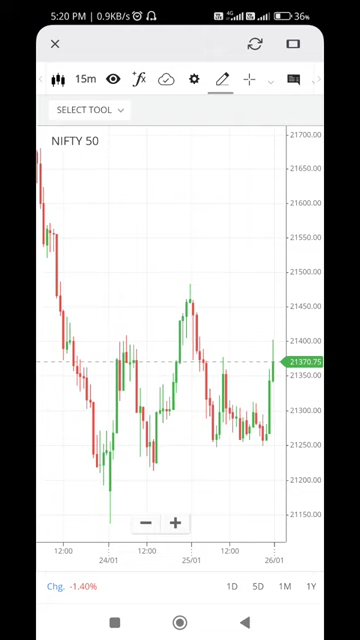 5:20 PM | 0.9KB/s
4G
36%
15m
fx
SELECT TOOL
NIFTY 50
21700.00
21650.00
21600.00
21550.00
21500.00
21450.00
21400.00
21370.75
21350.00
21300.00
21250.00
21200.00
21150.00
12:00 12:00 12:00
24/01 25/01 26/01
Chg. -1.40% 1D 5D 1M 1Y